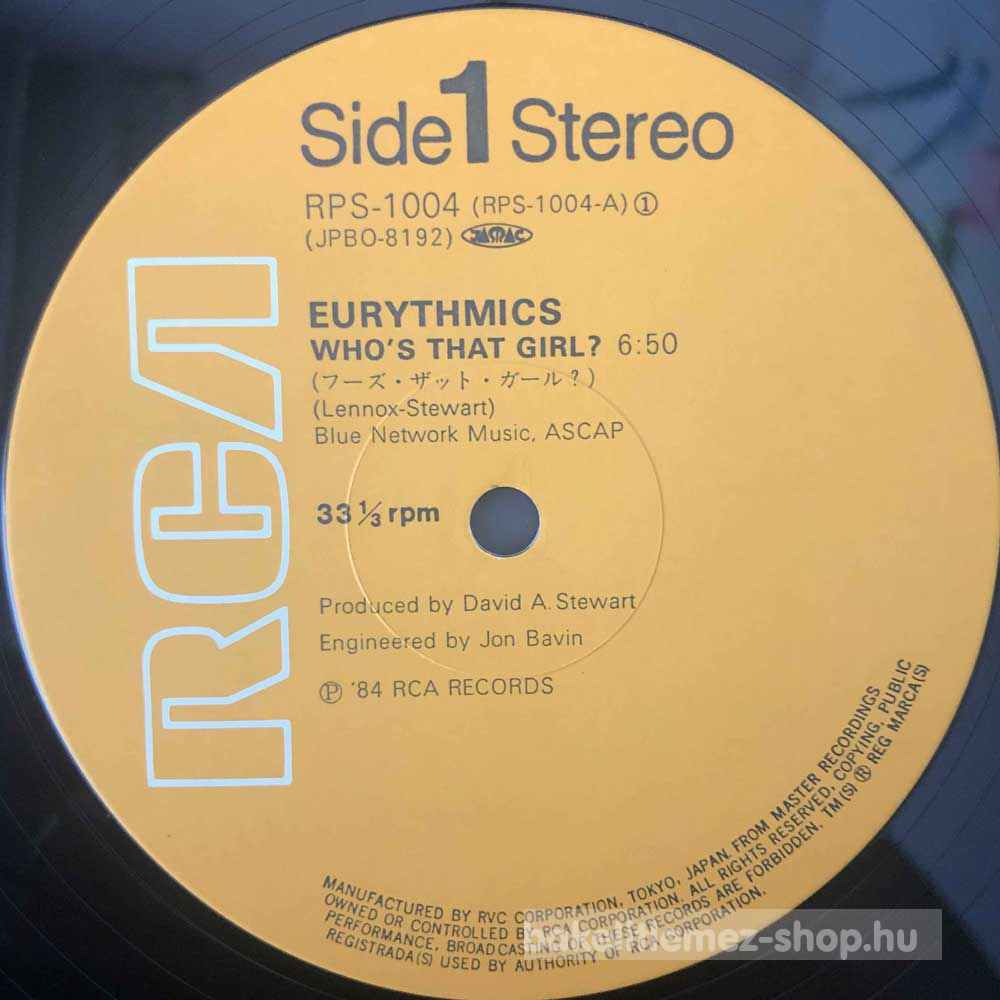 Side 1 Stereo
RPS-1004 (RPS-1004-A) ①
(JPBO-8192) JASRAC
RCA
EURYTHMICS
WHO'S THAT GIRL? 6:50
(フーズ・ザット・ガール?)
(Lennox-Stewart)
Blue Network Music, ASCAP
33 ⅓ rpm
Produced by David A. Stewart
Engineered by Jon Bavin
Ⓟ '84 RCA RECORDS
MANUFACTURED BY RVC CORPORATION, TOKYO, JAPAN. FROM MASTER RECORDINGS
OWNED OR CONTROLLED BY RCA CORPORATION. ALL RIGHTS RESERVED, COPYING, PUBLIC
PERFORMANCE, BROADCASTING OF THESE RECORDS ARE FORBIDDEN. TM(S) ® REG MARCA(S)
REGISTRADA(S) USED BY AUTHORITY OF RCA CORPORATION.